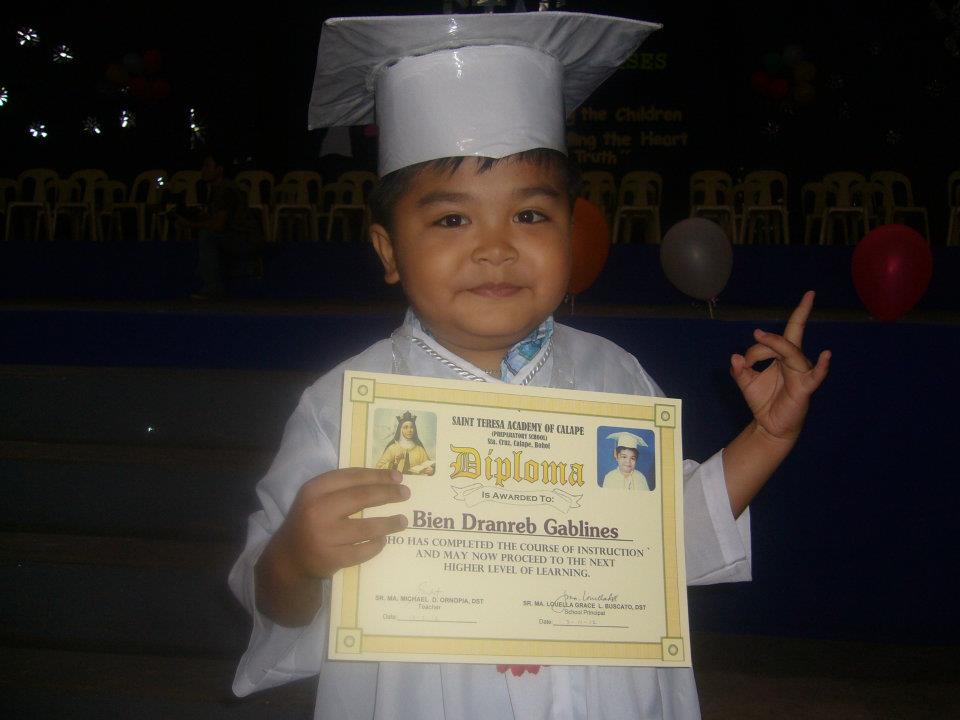 SES
the Children
the Heart
Truth"
SAINT TERESA ACADEMY OF CALAPE
(PREPARATORY SCHOOL)
Sta. Cruz, Calape, Bohol
Diploma
IS AWARDED TO:
Bien Dranreb Gablines
HO HAS COMPLETED THE COURSE OF INSTRUCTION
AND MAY NOW PROCEED TO THE NEXT
HIGHER LEVEL OF LEARNING.
SR. MA. MICHAEL D. ORNOPIA, DST
Teacher
Date:
SR. MA. LOUELLA GRACE L. BUSCATO, DST
School Principal
Date: